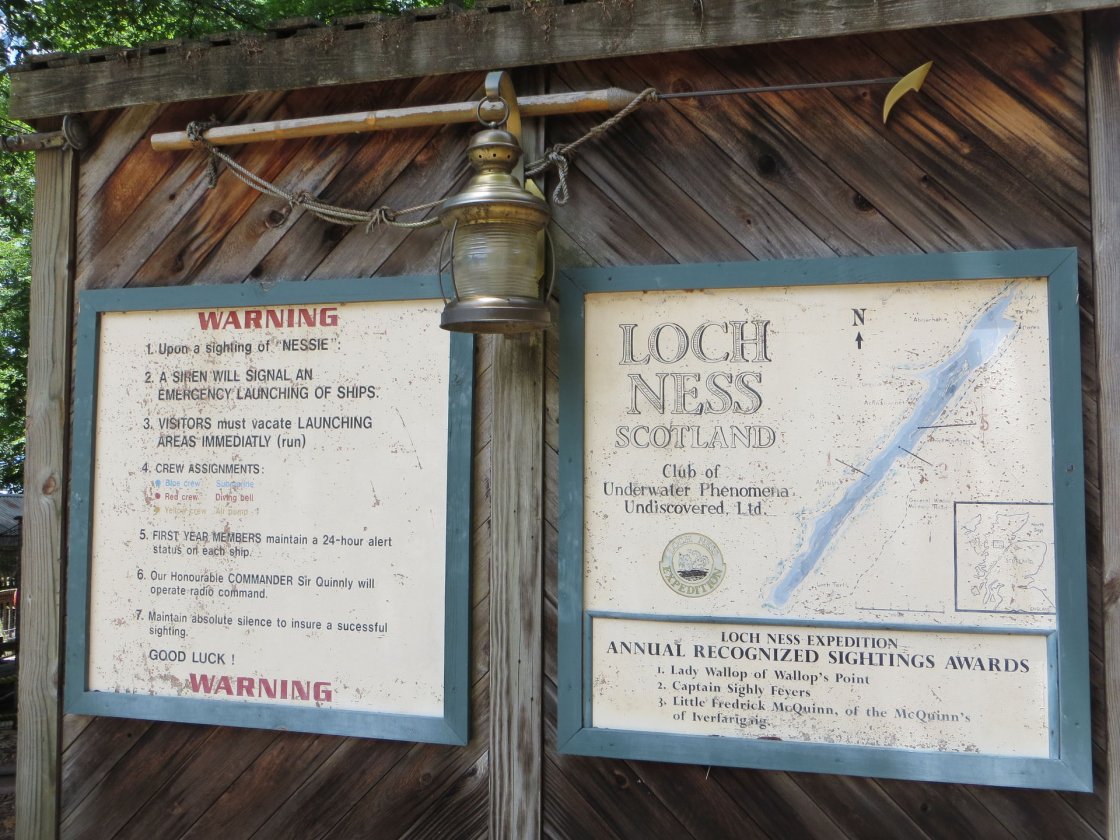 WARNING
1. Upon a sighting of "NESSIE".
2. A SIREN WILL SIGNAL AN
EMERGENCY LAUNCHING OF SHIPS.
3. VISITORS must vacate LAUNCHING
AREAS IMMEDIATLY (run)
4. CREW ASSIGNMENTS:
Blue crew Submarine
Red crew Diving bell
Yellow crew Air pump
5. FIRST YEAR MEMBERS maintain a 24-hour alert
status on each ship.
6. Our Honourable COMMANDER Sir Quinnly will
operate radio command.
7. Maintain absolute silence to insure a sucessful
sighting.
GOOD LUCK !
WARNING
LOCH
NESS
SCOTLAND
Club of
Underwater Phenomena
Undiscovered, Ltd.
LOCH NESS
EXPEDITION
N
LOCH NESS EXPEDITION
ANNUAL RECOGNIZED SIGHTINGS AWARDS
1. Lady Wallop of Wallop's Point
2. Captain Sighly Feyers
3. Little Fredrick McQuinn, of the McQuinn's
of Iverfarigaig.